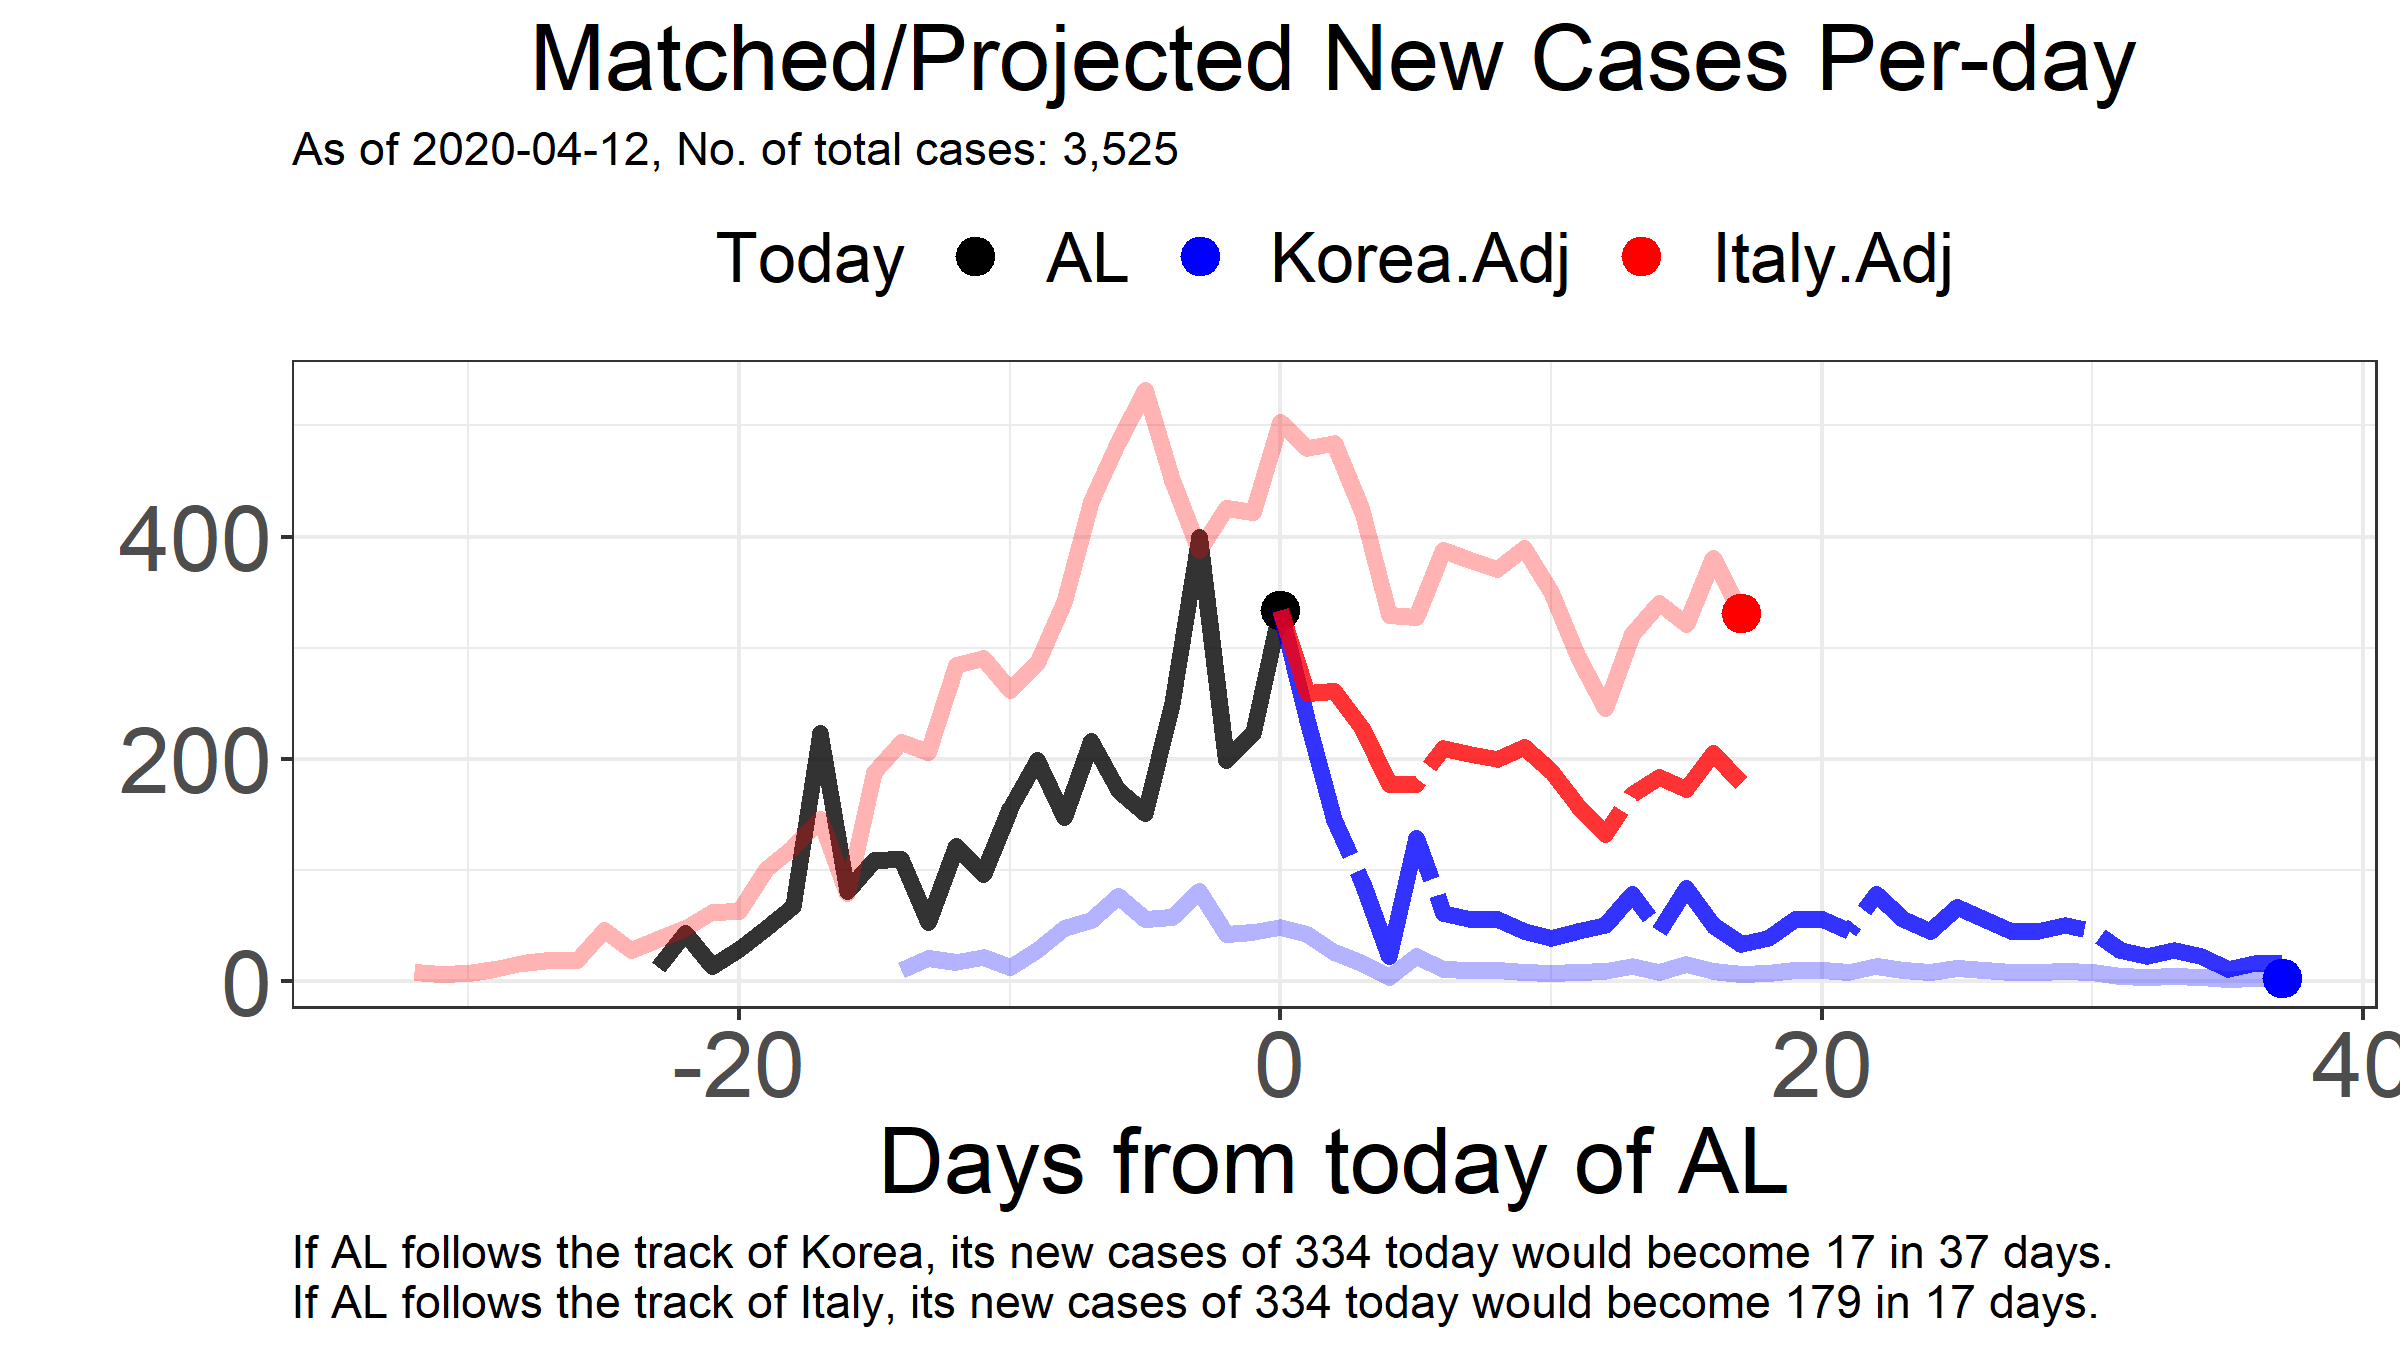 Matched/Projected New Cases Per-day
As of 2020-04-12, No. of total cases: 3,525
Today AL Korea.Adj Italy.Adj
400
200
0
-20 0 20 40
Days from today of AL
If AL follows the track of Korea, its new cases of 334 today would become 17 in 37 days.
If AL follows the track of Italy, its new cases of 334 today would become 179 in 17 days.